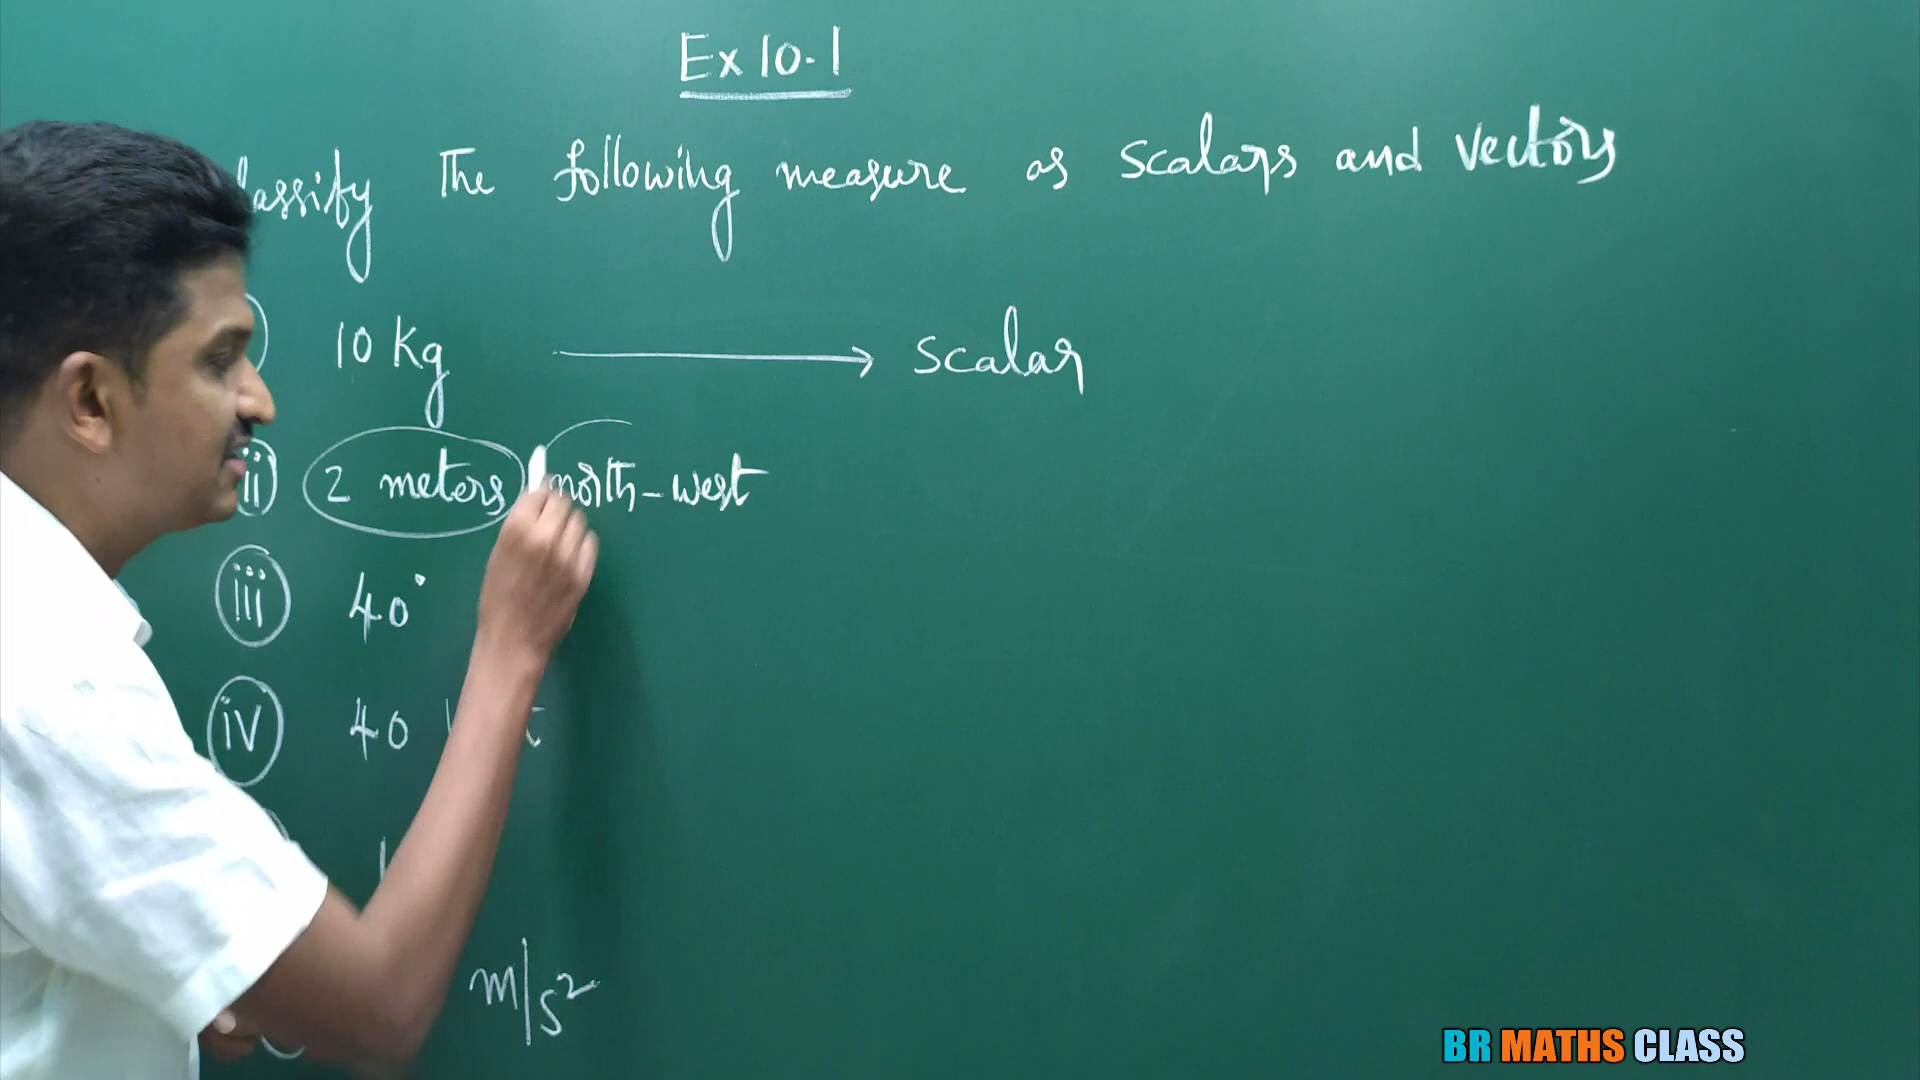 Ex 10.1
lassify The following measure as Scalars and Vectors
10 Kg → Scalar
ii 2 meters north-west
iii 40°
iv 40
m/s²
BR MATHS CLASS